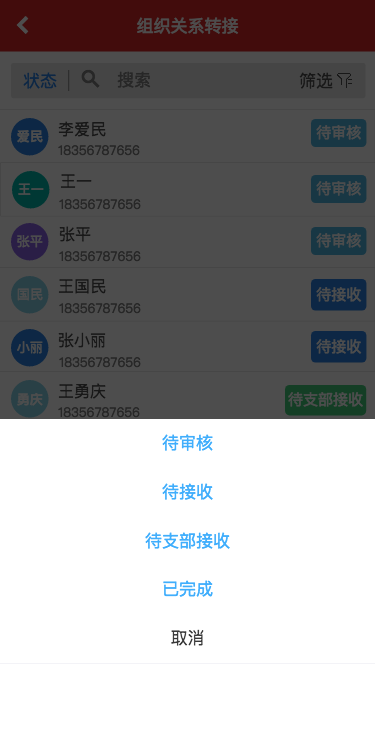 组织关系转接
状态 搜索 筛选
爱民 李爱民 待审核
18356787656
王一 王一 待审核
18356787656
张平 张平 待审核
18356787656
国民 王国民 待接收
18356787656
小丽 张小丽 待接收
18356787656
勇庆 王勇庆 待支部接收
18356787656
待审核
待接收
待支部接收
已完成
取消